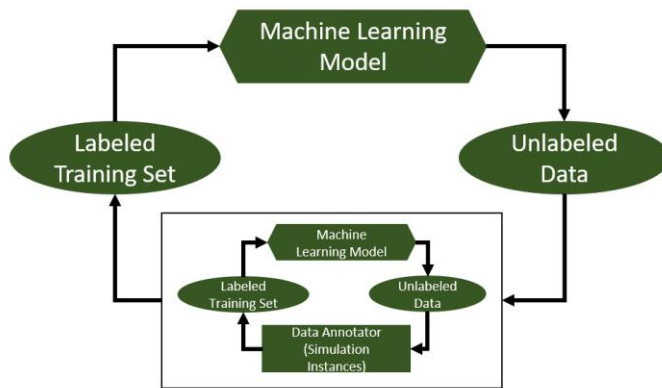 Machine Learning
Model
Labeled
Training Set
Unlabeled
Data
Machine
Learning Model
Labeled
Training Set
Unlabeled
Data
Data Annotator
(Simulation
Instances)